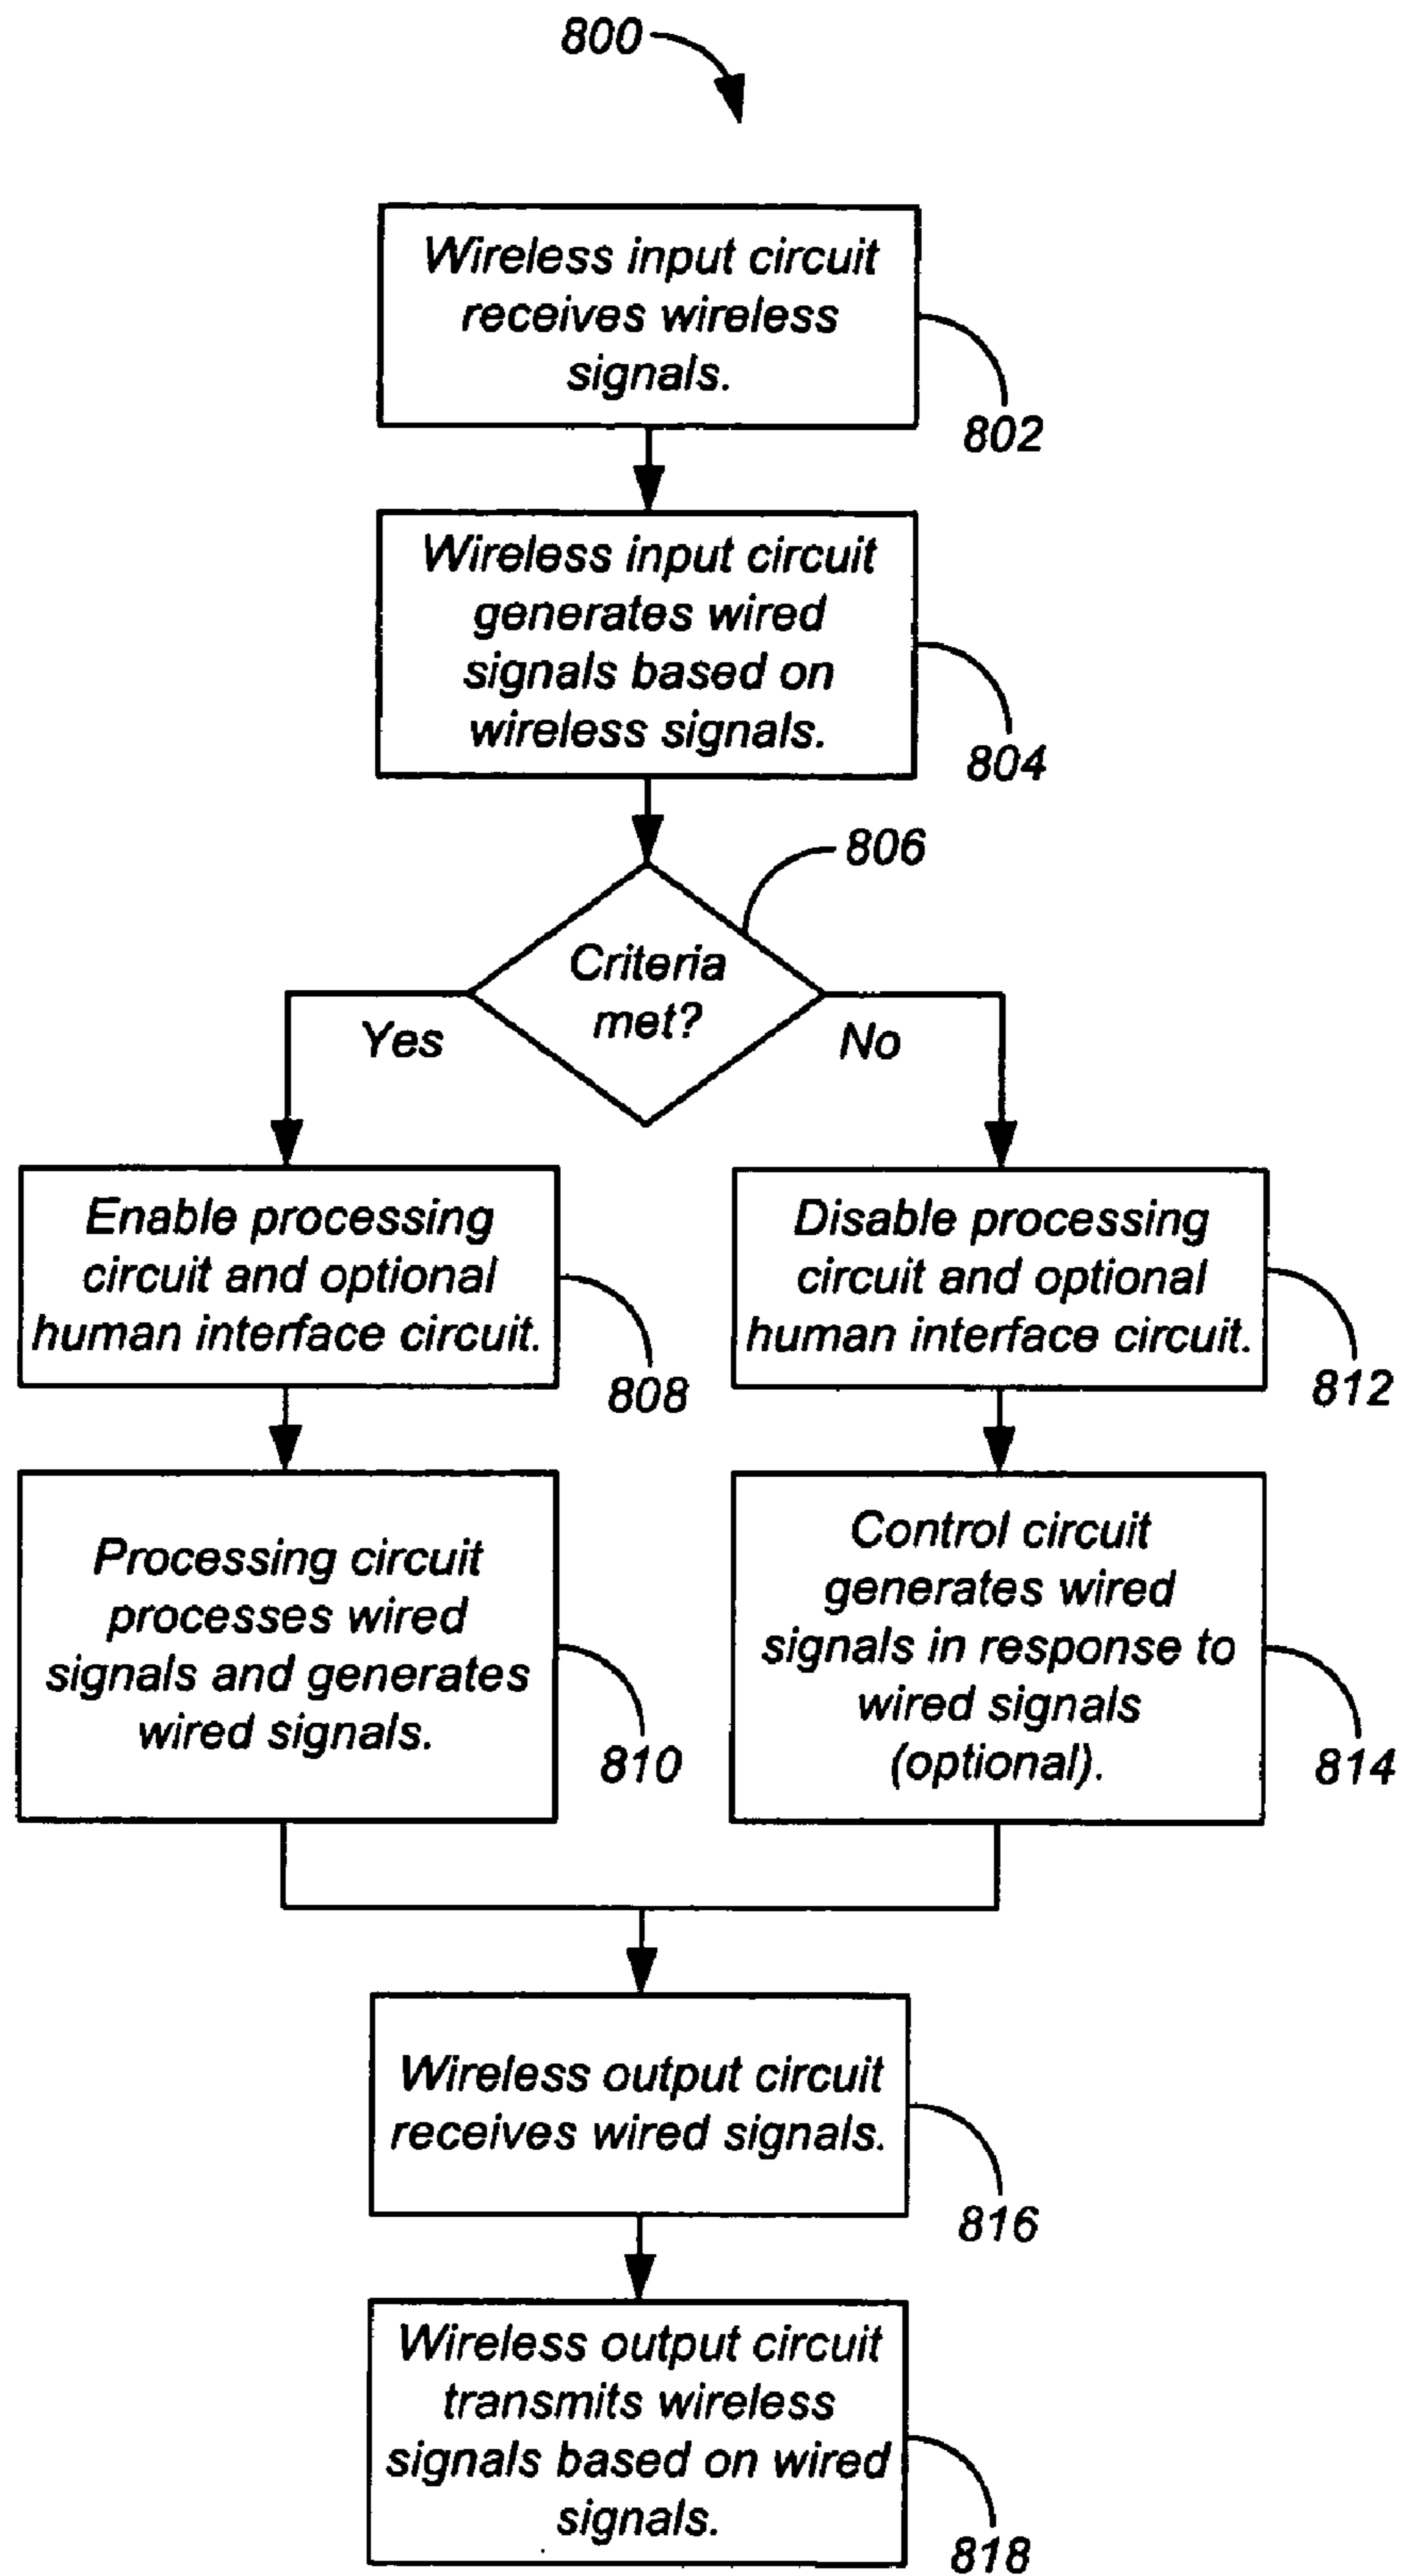 800
Wireless input circuit
receives wireless
signals.
802
Wireless input circuit
generates wired
signals based on
wireless signals.
804
806
Criteria
met?
Yes
No
Enable processing
circuit and optional
human interface circuit.
808
Disable processing
circuit and optional
human interface circuit.
812
Processing circuit
processes wired
signals and generates
wired signals.
810
Control circuit
generates wired
signals in response to
wired signals
(optional).
814
Wireless output circuit
receives wired signals.
816
Wireless output circuit
transmits wireless
signals based on wired
signals.
818